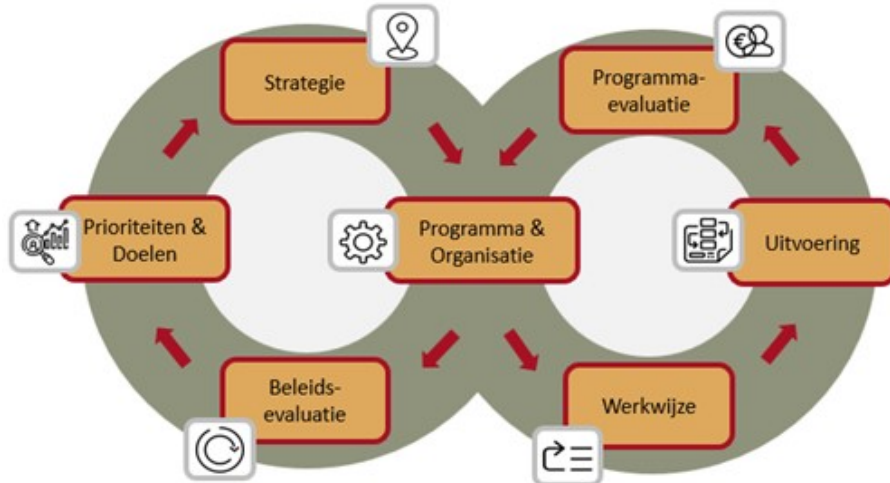 Strategie
Programma-
evaluatie
Prioriteiten &
Doelen
Programma &
Organisatie
Uitvoering
Beleids-
evaluatie
Werkwijze